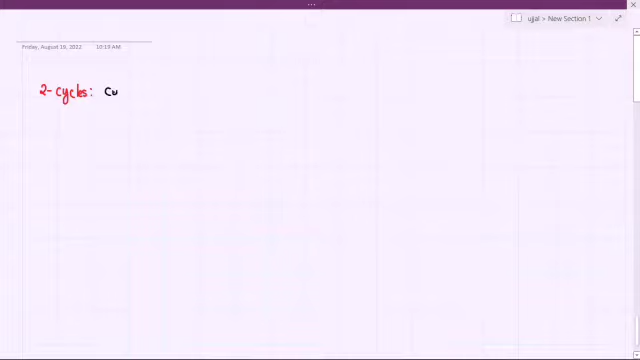 ujjal > New Section 1
Friday, August 19, 2022 10:19 AM
2-cycles: Cu